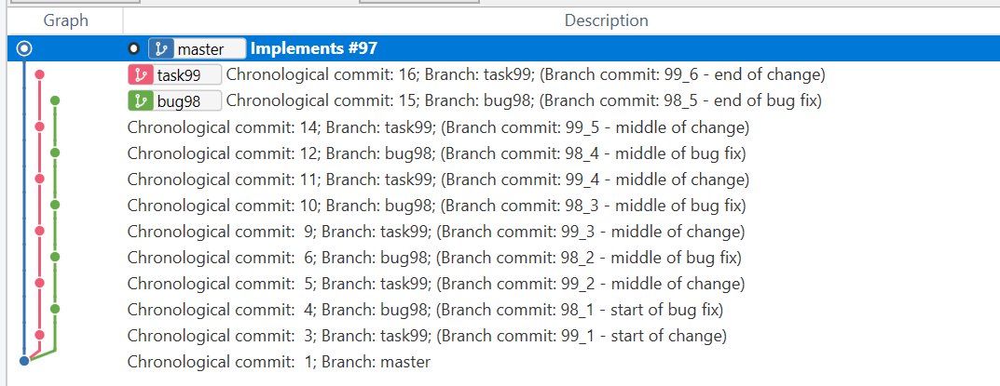 Graph Description
master Implements #97
task99 Chronological commit: 16; Branch: task99; (Branch commit: 99_6 - end of change)
bug98 Chronological commit: 15; Branch: bug98; (Branch commit: 98_5 - end of bug fix)
Chronological commit: 14; Branch: task99; (Branch commit: 99_5 - middle of change)
Chronological commit: 12; Branch: bug98; (Branch commit: 98_4 - middle of bug fix)
Chronological commit: 11; Branch: task99; (Branch commit: 99_4 - middle of change)
Chronological commit: 10; Branch: bug98; (Branch commit: 98_3 - middle of bug fix)
Chronological commit:  9; Branch: task99; (Branch commit: 99_3 - middle of change)
Chronological commit:  6; Branch: bug98; (Branch commit: 98_2 - middle of bug fix)
Chronological commit:  5; Branch: task99; (Branch commit: 99_2 - middle of change)
Chronological commit:  4; Branch: bug98; (Branch commit: 98_1 - start of bug fix)
Chronological commit:  3; Branch: task99; (Branch commit: 99_1 - start of change)
Chronological commit:  1; Branch: master